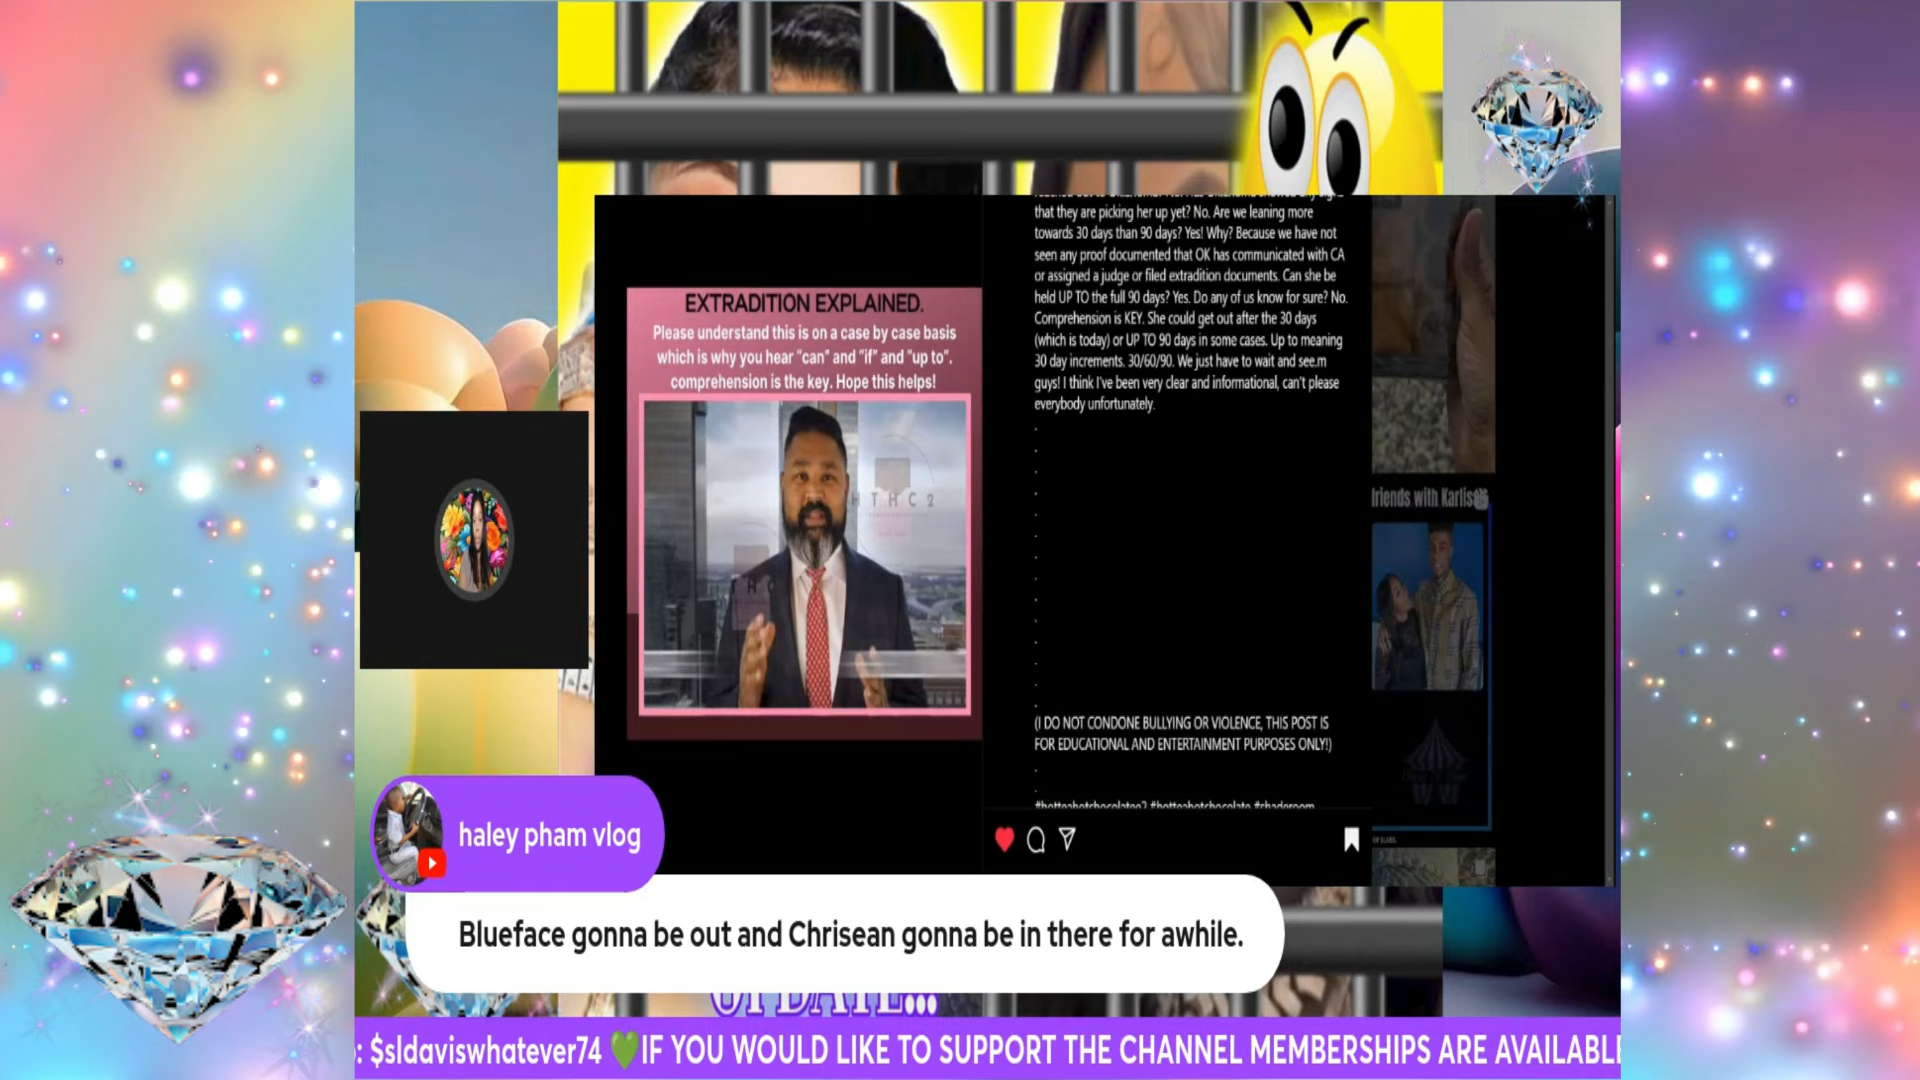 that they are picking her up yet? No. Are we leaning more
towards 30 days than 90 days? Yes! Why? Because we have not
seen any proof documented that OK has communicated with CA
or assigned a judge or filed extradition documents. Can she be
held UP TO the full 90 days? Yes. Do any of us know for sure? No.
Comprehension is KEY. She could get out after the 30 days
(which is today) or UP TO 90 days in some cases. Up to meaning
30 day increments. 30/60/90. We just have to wait and see.m
guys! I think I've been very clear and informational, can't please
everybody unfortunately.
(I DO NOT CONDONE BULLYING OR VIOLENCE, THIS POST IS
FOR EDUCATIONAL AND ENTERTAINMENT PURPOSES ONLY!)
#hotteahotchocolatee2 #hotteahotchocolate #shaderoom
EXTRADITION EXPLAINED.
Please understand this is on a case by case basis
which is why you hear "can" and "if" and "up to".
comprehension is the key. Hope this helps!
HTHC2
friends with Karlis
haley pham vlog
Blueface gonna be out and Chrisean gonna be in there for awhile.
UPDATE...
: $sldaviswhatever74 💚IF YOU WOULD LIKE TO SUPPORT THE CHANNEL MEMBERSHIPS ARE AVAILABLE